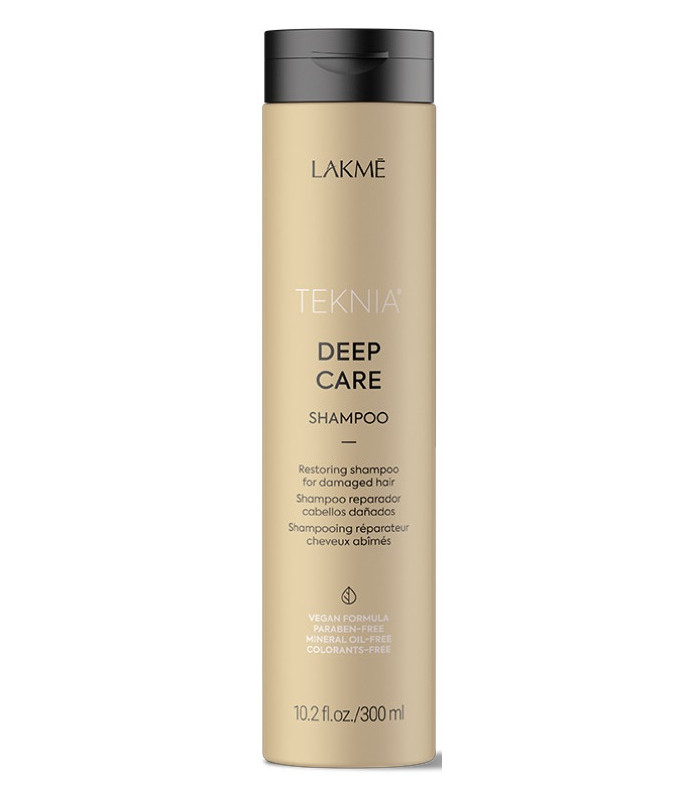 LAKMĒ
TEKNIA®
DEEP
CARE
SHAMPOO
Restoring shampoo
for damaged hair
Shampoo reparador
cabellos dañados
Shampooing réparateur
cheveux abîmés
VEGAN FORMULA
PARABEN-FREE
MINERAL OIL-FREE
COLORANTS-FREE
10.2 fl.oz./300 ml